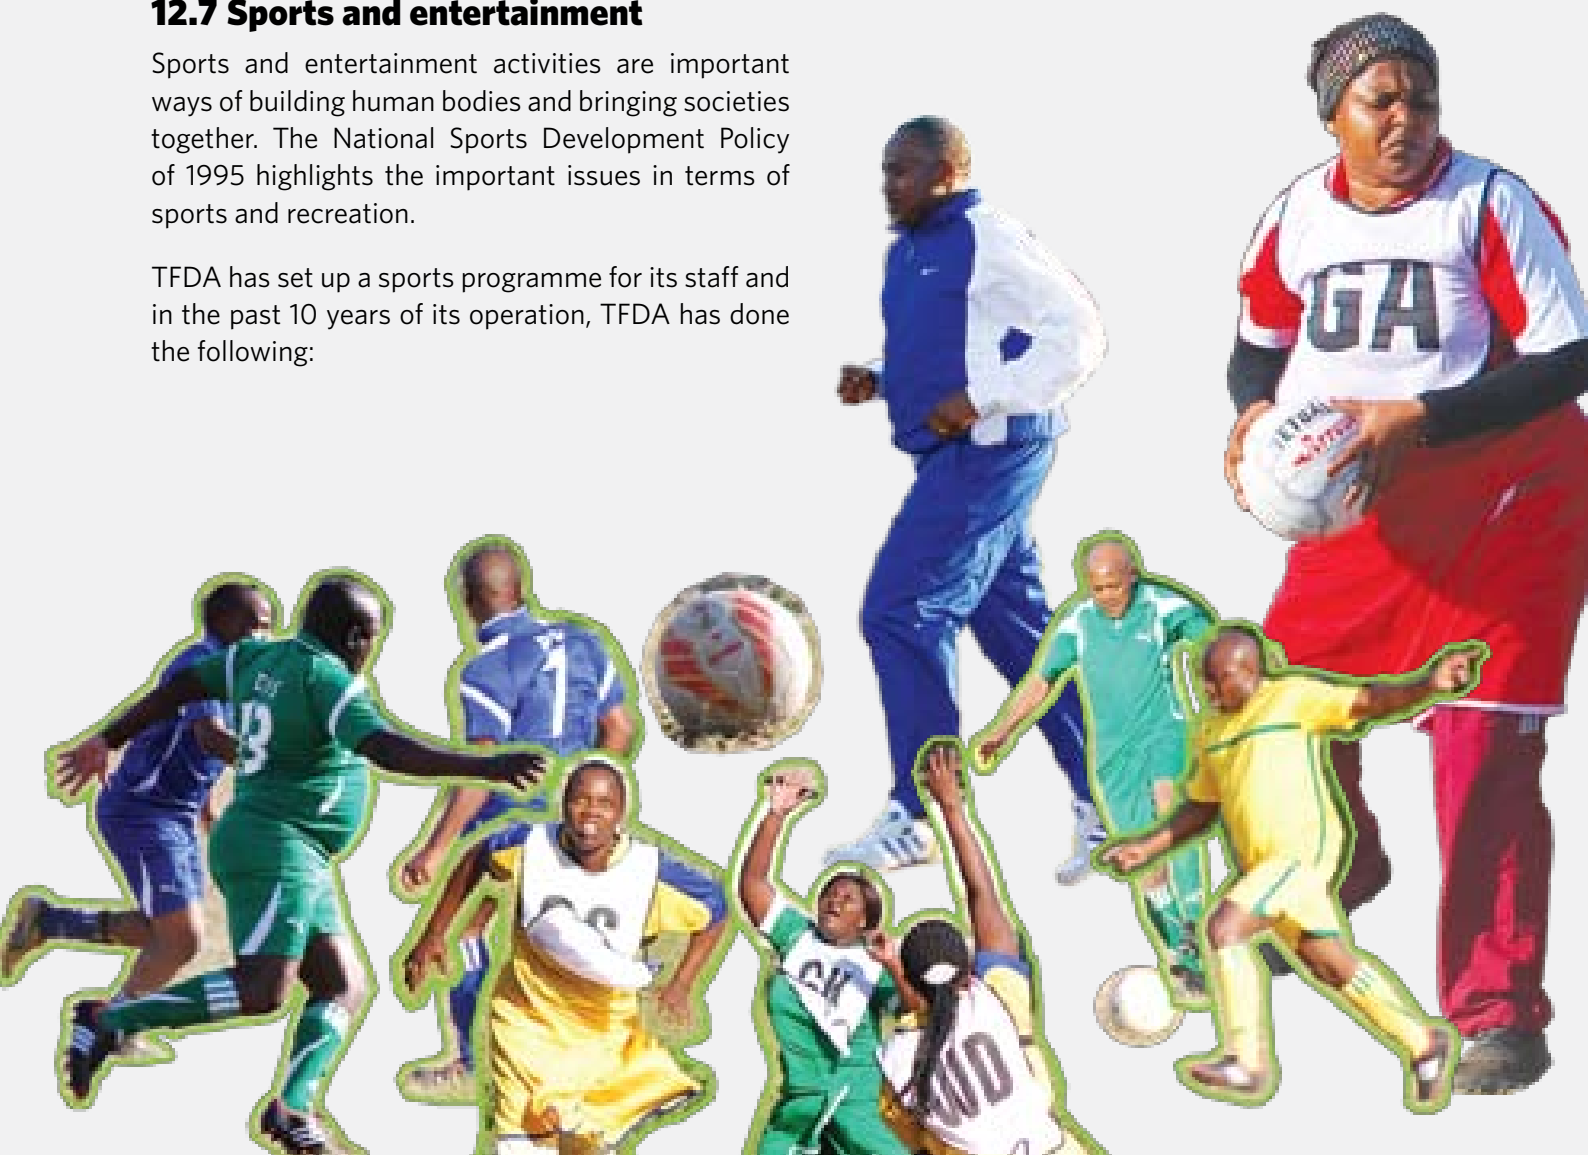 12.7 Sports and entertainment
Sports and entertainment activities are important
ways of building human bodies and bringing societies
together. The National Sports Development Policy
of 1995 highlights the important issues in terms of
sports and recreation.
TFDA has set up a sports programme for its staff and
in the past 10 years of its operation, TFDA has done
the following:
GA
1
13
WD